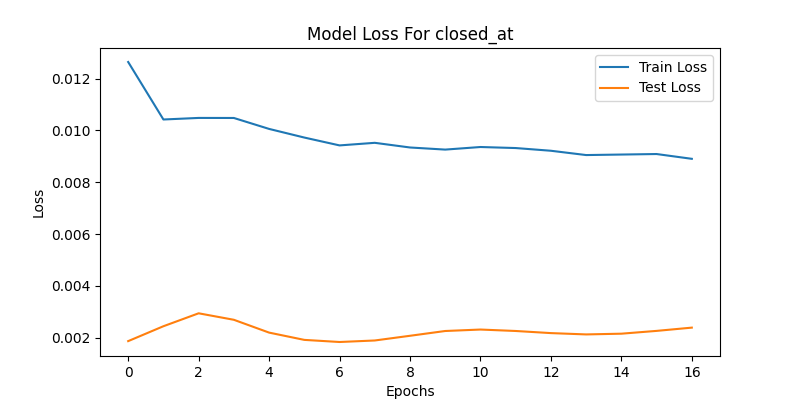 Model Loss For closed_at
Train Loss
Test Loss
0.012
0.010
0.008
0.006
0.004
0.002
Loss
0 2 4 6 8 10 12 14 16
Epochs